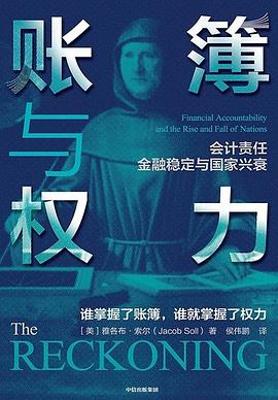 账簿
与
权力
Financial Accountability
and the Rise and Fall of Nations
会计责任
金融稳定与国家兴衰
谁掌握了账簿，谁就掌握了权力
[美]雅各布·索尔（Jacob Soll） 著 侯伟鹏 译
The
RECKONING
中信出版集团